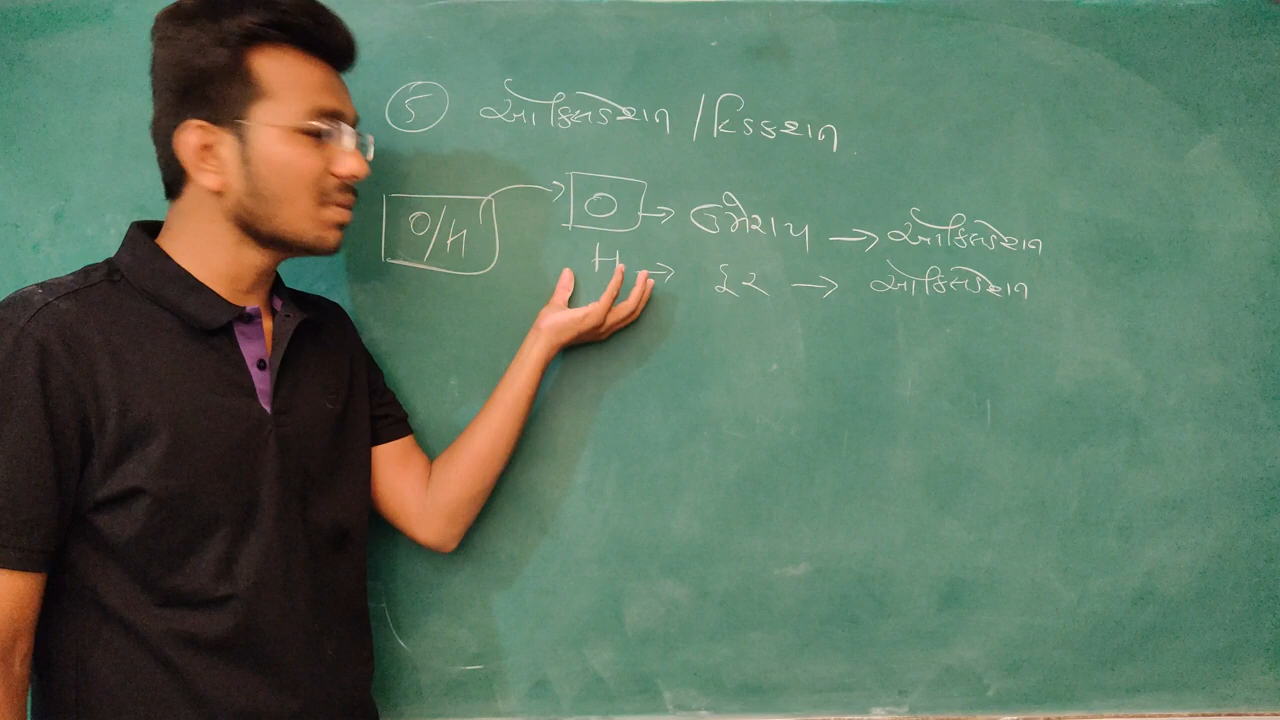 5 ઓક્સિડેશન / રિડક્શન
O/H → O → ઉમેરાય → ઓક્સિડેશન
H → દૂર → ઓક્સિડેશન